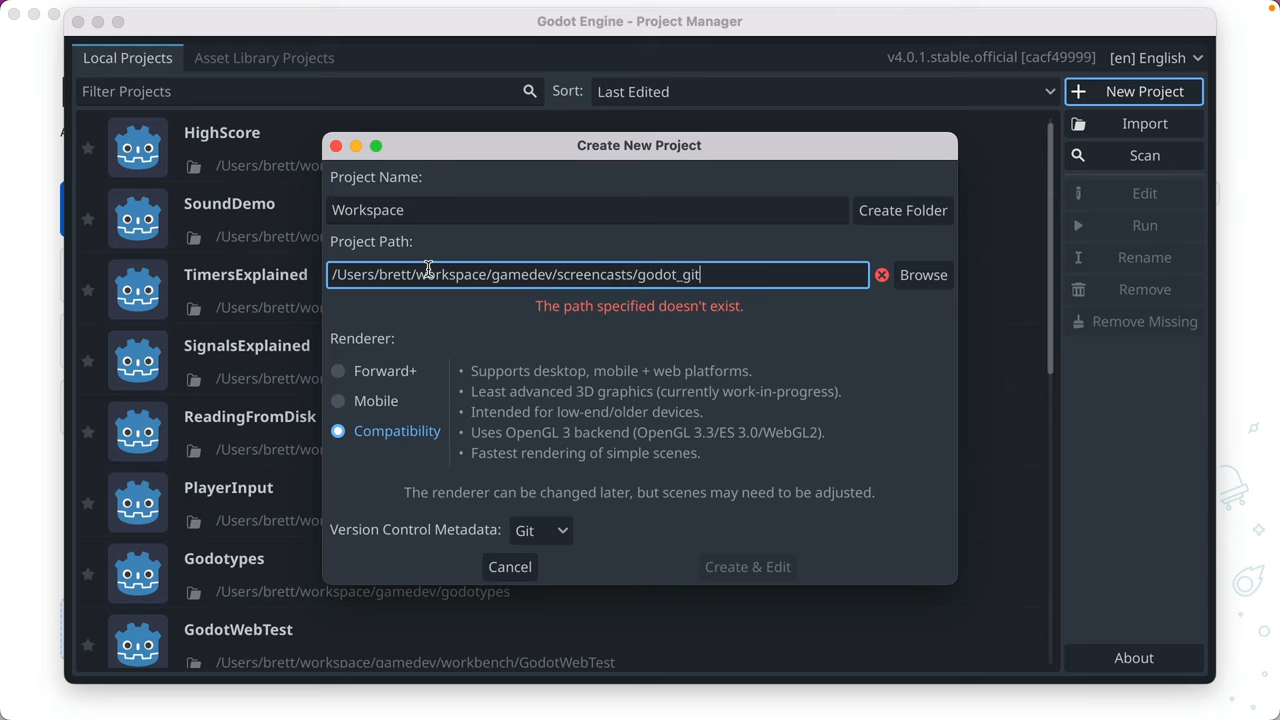 Godot Engine - Project Manager
Local Projects
Asset Library Projects
v4.0.1.stable.official [cacf49999]
[en] English
Filter Projects
Sort:
Last Edited
New Project
Import
Scan
Edit
Run
Rename
Remove
Remove Missing
About
HighScore
/Users/brett/wor
SoundDemo
/Users/brett/wor
TimersExplained
/Users/brett/wor
SignalsExplained
/Users/brett/wor
ReadingFromDisk
/Users/brett/wor
PlayerInput
/Users/brett/wor
Godotypes
/Users/brett/workspace/gamedev/godotypes
GodotWebTest
/Users/brett/workspace/gamedev/workbench/GodotWebTest
Create New Project
Project Name:
Workspace
Create Folder
Project Path:
/Users/brett/workspace/gamedev/screencasts/godot_git
Browse
The path specified doesn't exist.
Renderer:
Forward+
Mobile
Compatibility
• Supports desktop, mobile + web platforms.
• Least advanced 3D graphics (currently work-in-progress).
• Intended for low-end/older devices.
• Uses OpenGL 3 backend (OpenGL 3.3/ES 3.0/WebGL2).
• Fastest rendering of simple scenes.
The renderer can be changed later, but scenes may need to be adjusted.
Version Control Metadata:
Git
Cancel
Create & Edit